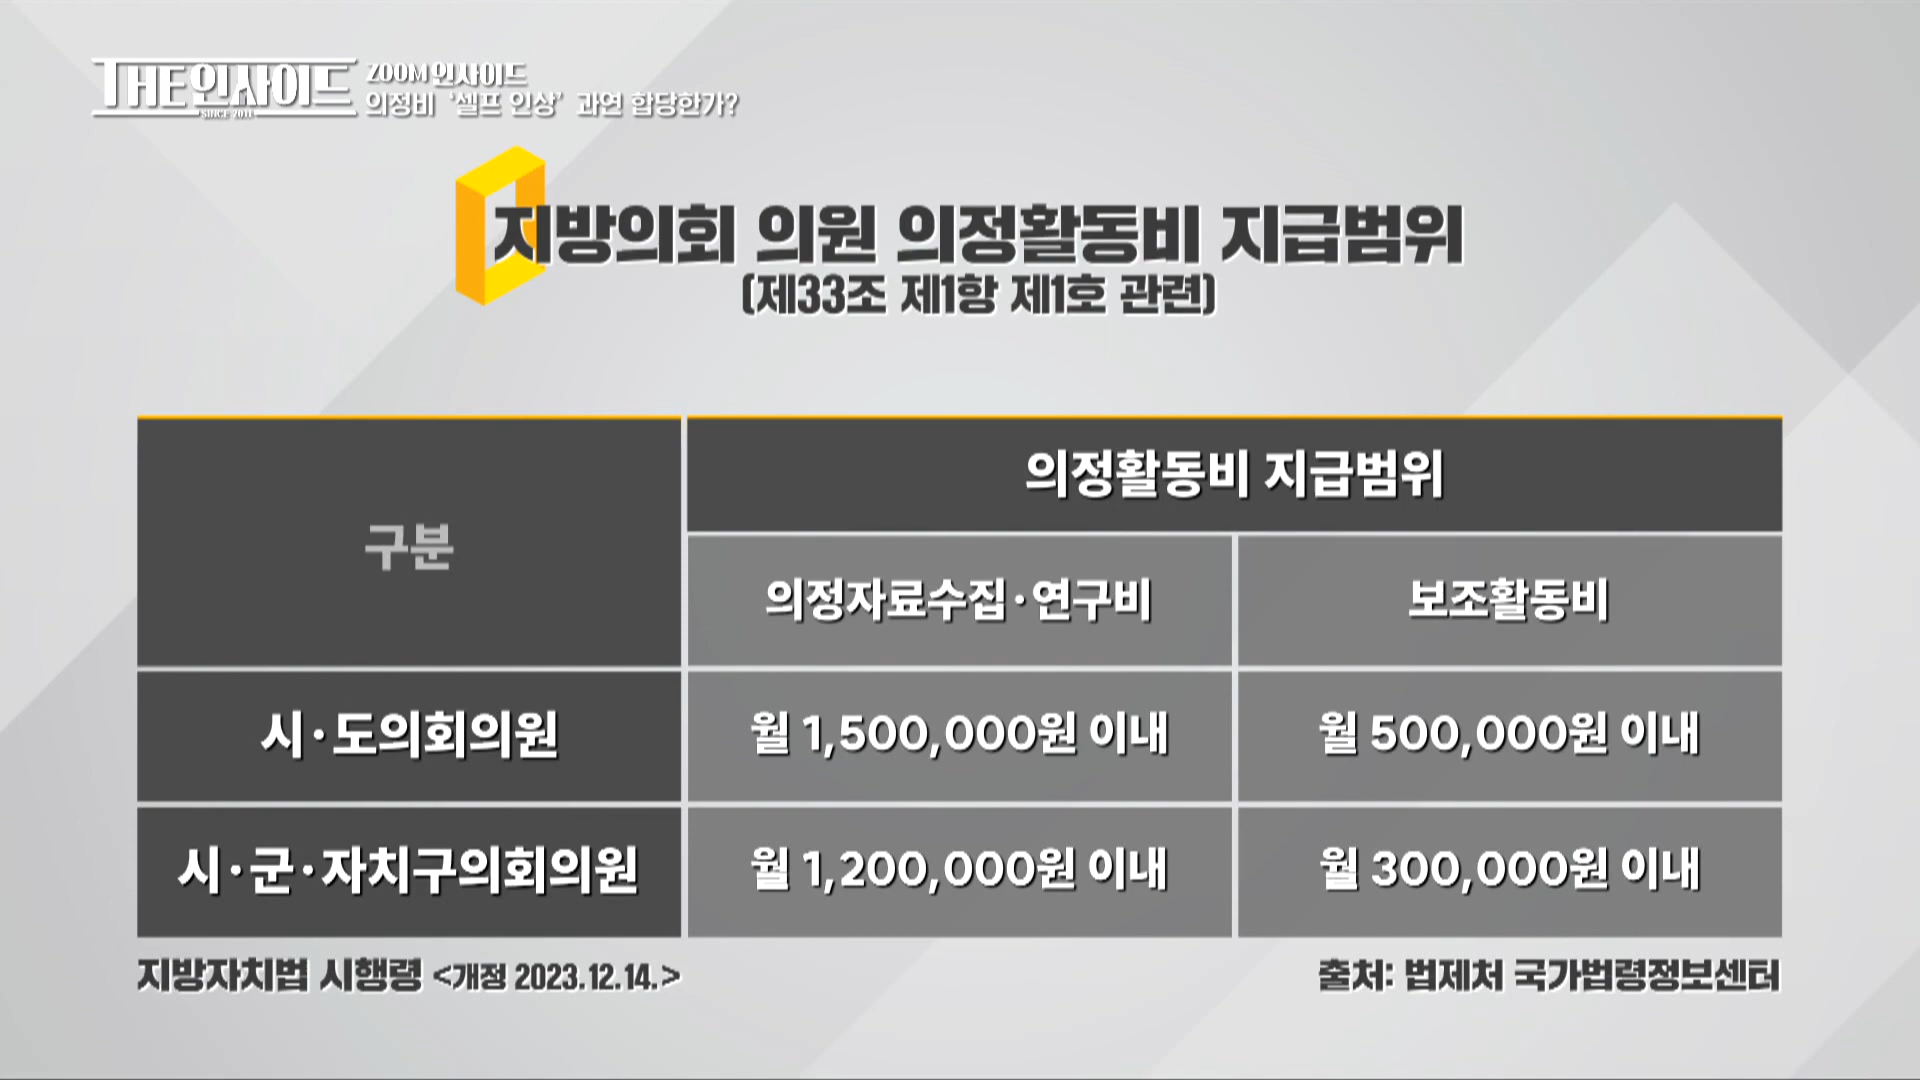 THE인사이드
SINCE 2011
ZOOM인사이드
의정비 ‘셀프 인상’ 과연 합당한가?
지방의회 의원 의정활동비 지급범위
(제33조 제1항 제1호 관련)
구분
의정활동비 지급범위
의정자료수집·연구비
보조활동비
시·도의회의원
월 1,500,000원 이내
월 500,000원 이내
시·군·자치구의회의원
월 1,200,000원 이내
월 300,000원 이내
지방자치법 시행령 <개정 2023.12.14.>
출처: 법제처 국가법령정보센터